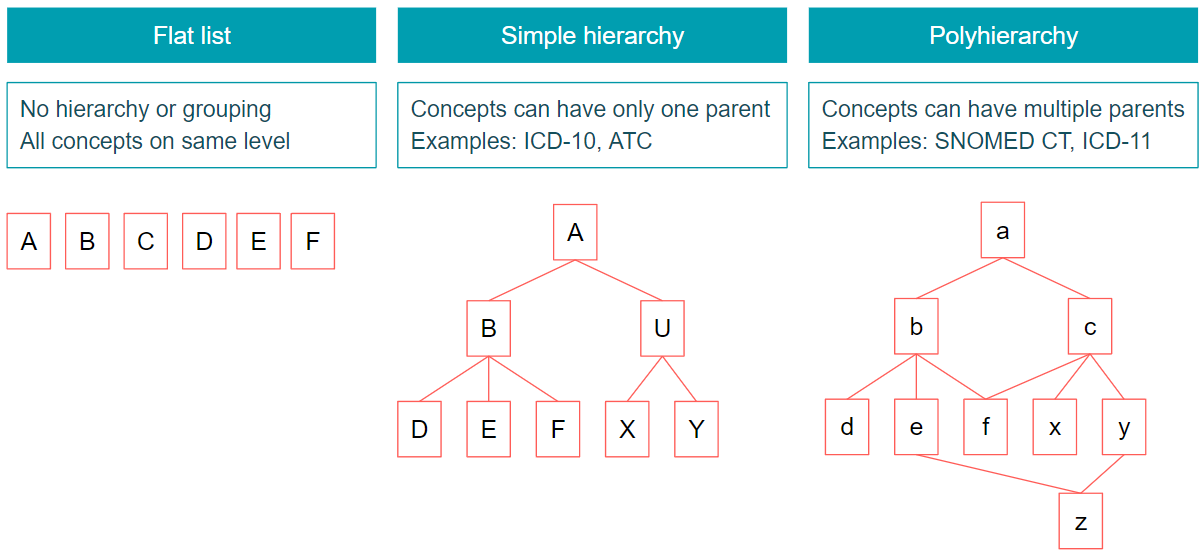 Flat list
No hierarchy or grouping
All concepts on same level
A B C D E F
Simple hierarchy
Concepts can have only one parent
Examples: ICD-10, ATC
A
B U
D E F X Y
Polyhierarchy
Concepts can have multiple parents
Examples: SNOMED CT, ICD-11
a
b c
d e f x y
z